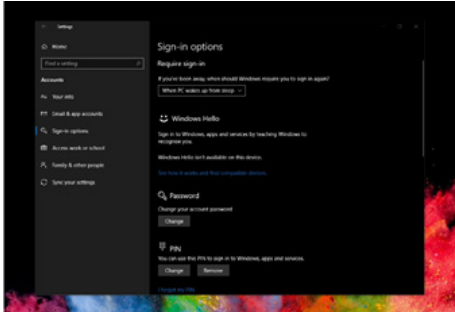 Settings
Home
Find a setting
Accounts
Your info
Email & app accounts
Sign-in options
Access work or school
Family & other people
Sync your settings
Sign-in options
Require sign-in
If you've been away, when should Windows require you to sign in again?
When PC wakes up from sleep
Windows Hello
Sign in to Windows, apps and services by teaching Windows to
recognise you.
Windows Hello isn't available on this device.
See how it works and find compatible devices.
Password
Change your account password
Change
PIN
You can use this PIN to sign in to Windows, apps and services.
Change Remove
I forgot my PIN